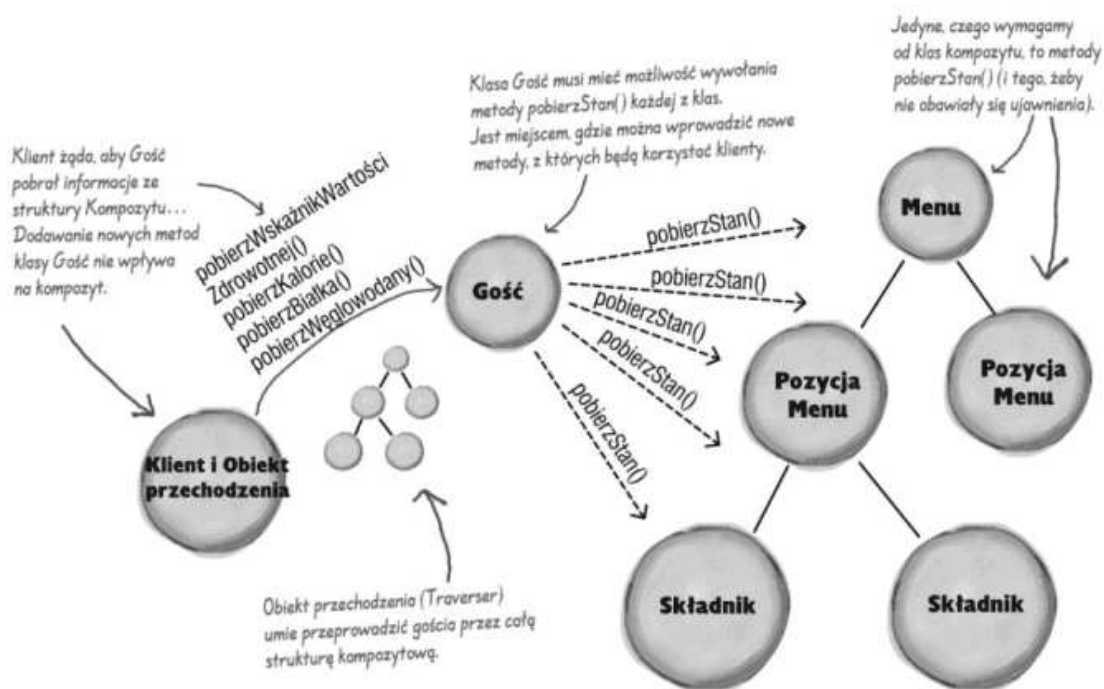 Jedyne, czego wymagamy
od klas kompozytu, to metody
pobierzStan() (i tego, żeby
nie obawiały się ujawnienia).
Klasa Gość musi mieć możliwość wywołania
metody pobierzStan() każdej z klas.
Jest miejscem, gdzie można wprowadzić nowe
metody, z których będą korzystać klienty.
Klient żąda, aby Gość
pobrał informacje ze
struktury Kompozytu...
Dodawanie nowych metod
klasy Gość nie wpływa
na kompozyt.
pobierzWskaźnikWartości
Zdrowotnej()
pobierzKalorie()
pobierzBiałka()
pobierzWęglowodany()
Gość
pobierzStan()
pobierzStan()
pobierzStan()
pobierzStan()
pobierzStan()
Menu
Pozycja
Menu
Pozycja
Menu
Klient i Obiekt
przechodzenia
Składnik
Składnik
Obiekt przechodzenia (Traverser)
umie przeprowadzić gościa przez całą
strukturę kompozytową.